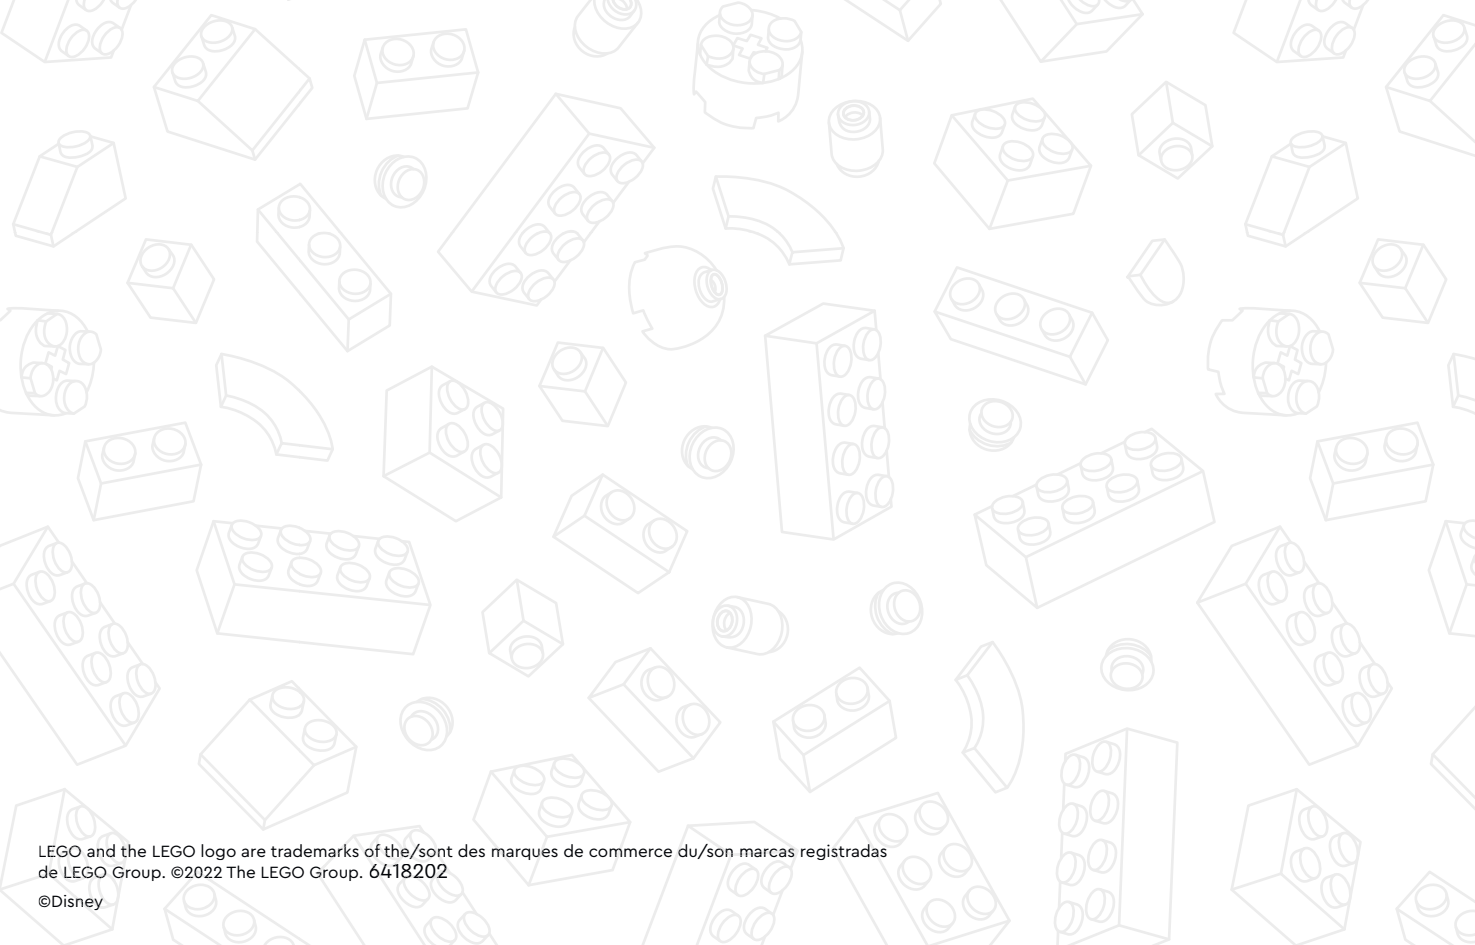 LEGO and the LEGO logo are trademarks of the/sont des marques de commerce du/son marcas registradas
de LEGO Group. ©2022 The LEGO Group. 6418202
©Disney